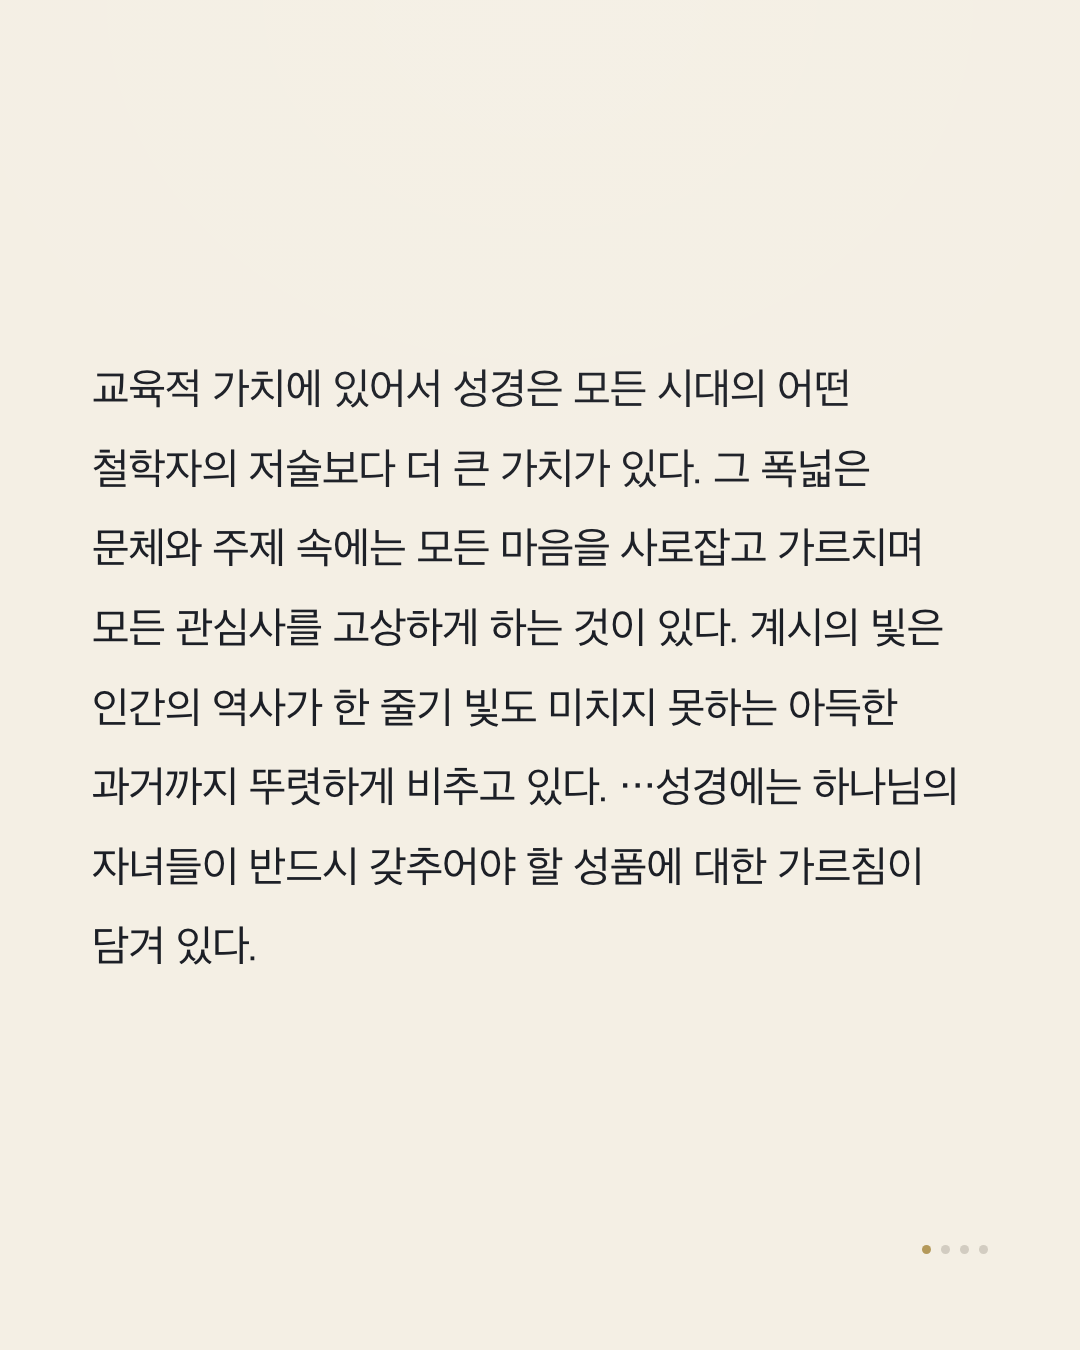 교육적 가치에 있어서 성경은 모든 시대의 어떤
철학자의 저술보다 더 큰 가치가 있다. 그 폭넓은
문체와 주제 속에는 모든 마음을 사로잡고 가르치며
모든 관심사를 고상하게 하는 것이 있다. 계시의 빛은
인간의 역사가 한 줄기 빛도 미치지 못하는 아득한
과거까지 뚜렷하게 비추고 있다. …성경에는 하나님의
자녀들이 반드시 갖추어야 할 성품에 대한 가르침이
담겨 있다.